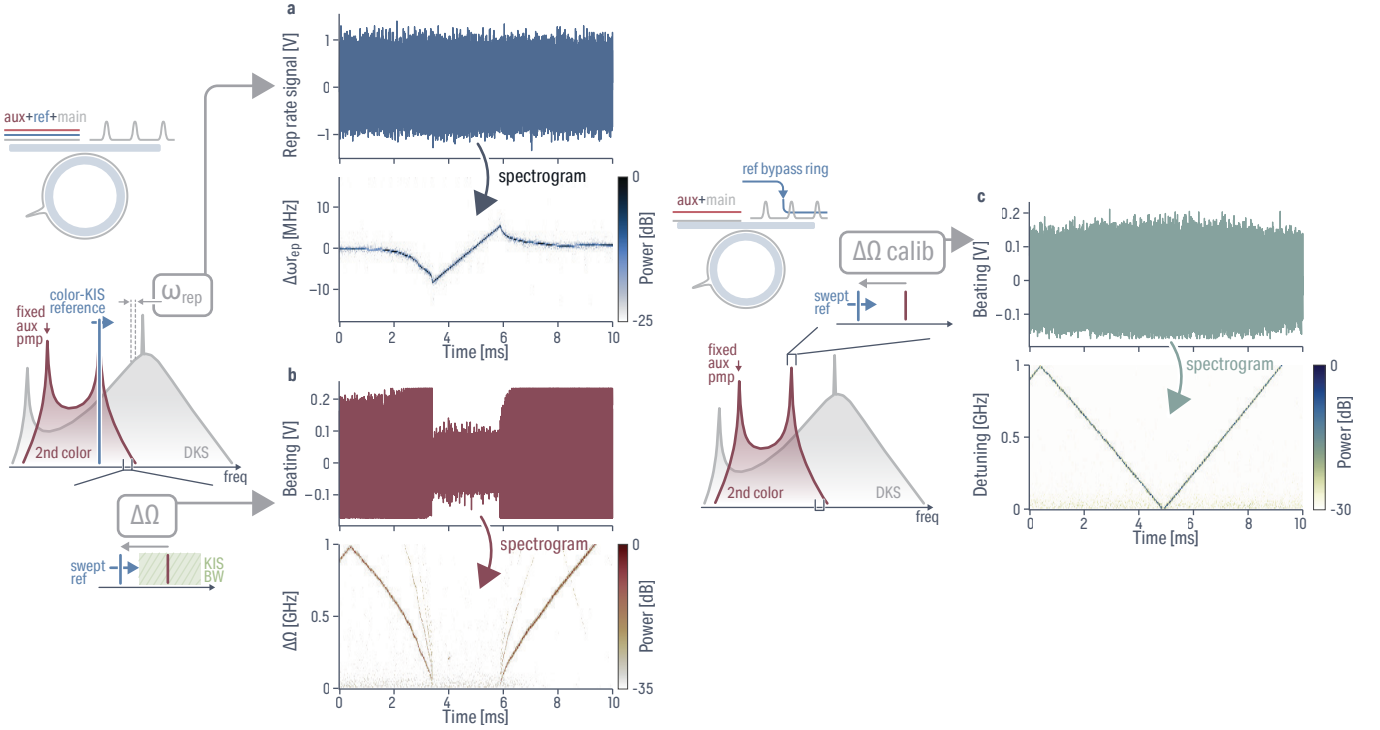 a
Rep rate signal [V]
1
0
−1
aux+ref+main
spectrogram
Δωrep [MHz]
10
0
−10
0
-25
Power [dB]
0
2
4
6
8
10
Time [ms]
ωrep
color-KIS
reference
fixed
aux
pmp
2nd color
DKS
freq
ΔΩ
swept
ref
KIS
BW
b
Beating [V]
0.2
0.1
0
−0.1
spectrogram
ΔΩ [GHz]
1
0.5
0
0
-35
Power [dB]
0
2
4
6
8
10
Time [ms]
ref bypass ring
aux+main
ΔΩ calib
swept
ref
fixed
aux
pmp
2nd color
DKS
freq
c
Beating [V]
0.2
0.1
0
−0.1
spectrogram
Detuning [GHz]
1
0.5
0
0
-30
Power [dB]
0
2
4
6
8
10
Time [ms]